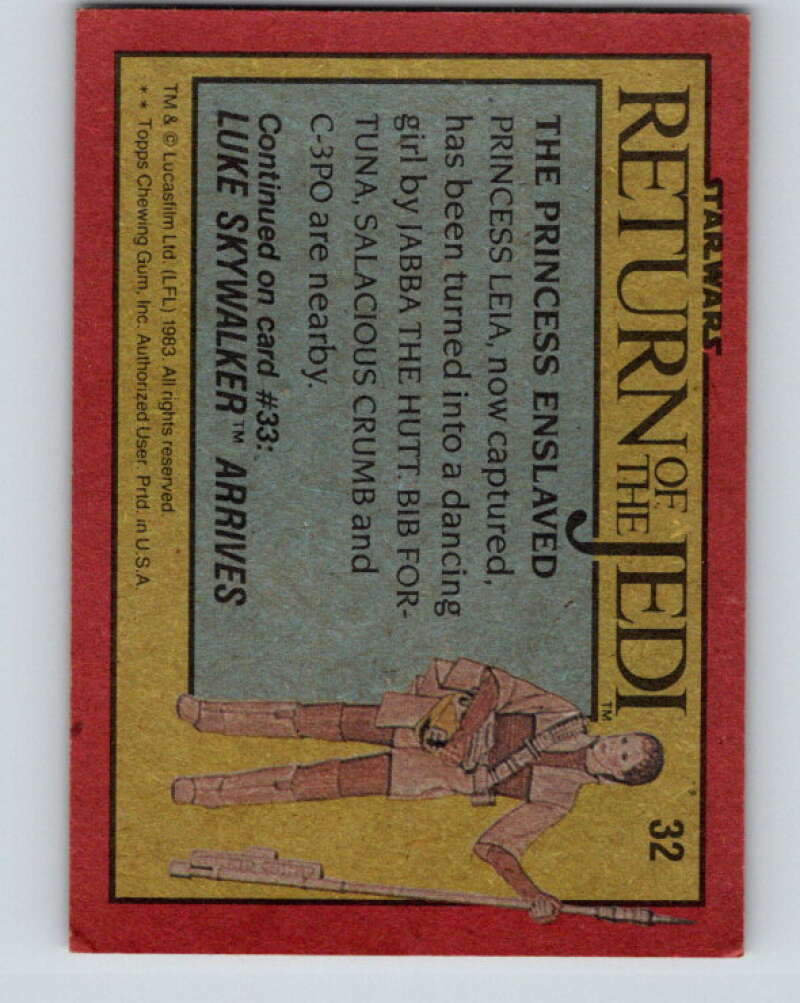 STAR WARS
RETURN OF THE JEDI™
32
THE PRINCESS ENSLAVED
PRINCESS LEIA, now captured,
has been turned into a dancing
girl by JABBA THE HUTT. BIB FOR-
TUNA, SALACIOUS CRUMB and
C-3PO are nearby.
Continued on card #33:
LUKE SKYWALKER™ ARRIVES
TM & © Lucasfilm Ltd. (LFL) 1983. All rights reserved.
* * Topps Chewing Gum, Inc. Authorized User. Prtd. in U.S.A.